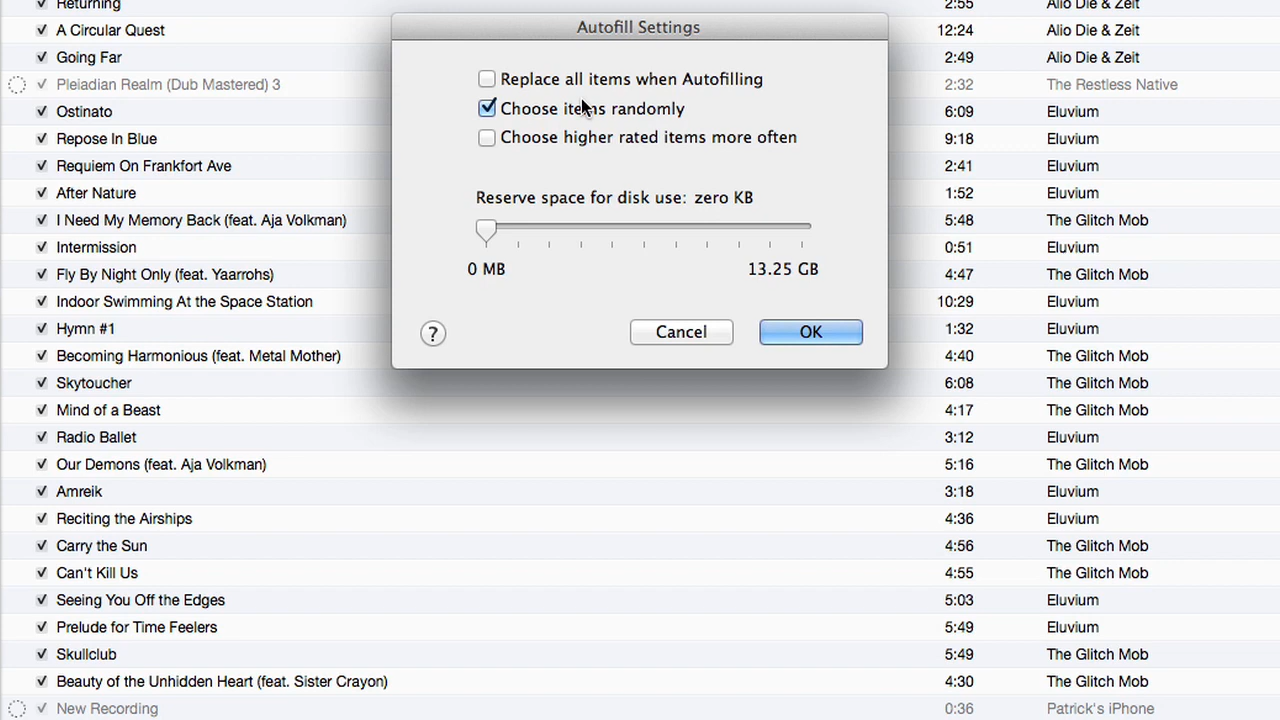 Returning 2:55 Alio Die & Zeit
A Circular Quest 12:24 Alio Die & Zeit
Going Far 2:49 Alio Die & Zeit
Pleiadian Realm (Dub Mastered) 3 2:32 The Restless Native
Ostinato 6:09 Eluvium
Repose In Blue 9:18 Eluvium
Requiem On Frankfort Ave 2:41 Eluvium
After Nature 1:52 Eluvium
I Need My Memory Back (feat. Aja Volkman) 5:48 The Glitch Mob
Intermission 0:51 Eluvium
Fly By Night Only (feat. Yaarrohs) 4:47 The Glitch Mob
Indoor Swimming At the Space Station 10:29 Eluvium
Hymn #1 1:32 Eluvium
Becoming Harmonious (feat. Metal Mother) 4:40 The Glitch Mob
Skytoucher 6:08 The Glitch Mob
Mind of a Beast 4:17 The Glitch Mob
Radio Ballet 3:12 Eluvium
Our Demons (feat. Aja Volkman) 5:16 The Glitch Mob
Amreik 3:18 Eluvium
Reciting the Airships 4:36 Eluvium
Carry the Sun 4:56 The Glitch Mob
Can't Kill Us 4:55 The Glitch Mob
Seeing You Off the Edges 5:03 Eluvium
Prelude for Time Feelers 5:49 Eluvium
Skullclub 5:49 The Glitch Mob
Beauty of the Unhidden Heart (feat. Sister Crayon) 4:30 The Glitch Mob
New Recording 0:36 Patrick's iPhone
Autofill Settings
Replace all items when Autofilling
Choose items randomly
Choose higher rated items more often
Reserve space for disk use: zero KB
0 MB 13.25 GB
? Cancel OK